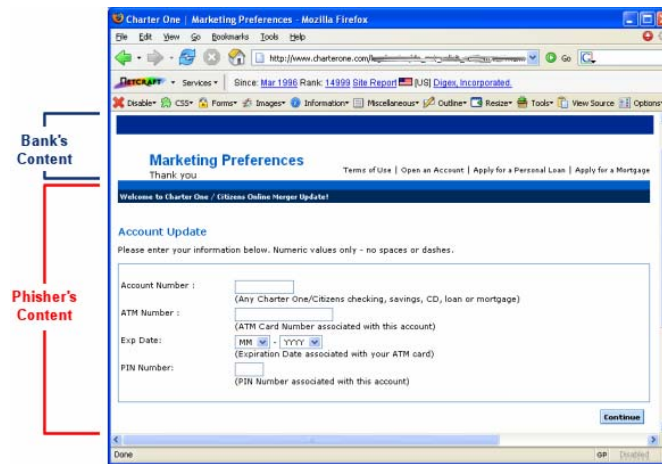 Charter One | Marketing Preferences - Mozilla Firefox
File Edit View Go Bookmarks Tools Help
http://www.charterone.com/ Go
NETCRAFT Services Since: Mar 1996 Rank: 14999 Site Report [US] Digex, Incorporated.
Disable CSS Forms Images Information Miscellaneous Outline Resize Tools View Source Options
Bank's
Content
Marketing Preferences
Thank you
Terms of Use | Open an Account | Apply for a Personal Loan | Apply for a Mortgage
Welcome to Charter One / Citizens Online Merger Update!
Account Update
Please enter your information below. Numeric values only - no spaces or dashes.
Phisher's
Content
Account Number :
(Any Charter One/Citizens checking, savings, CD, loan or mortgage)
ATM Number :
(ATM Card Number associated with this account)
Exp Date: MM - YYYY
(Expiration Date associated with your ATM card)
PIN Number:
(PIN Number associated with this account)
Continue
Done GP Disabled